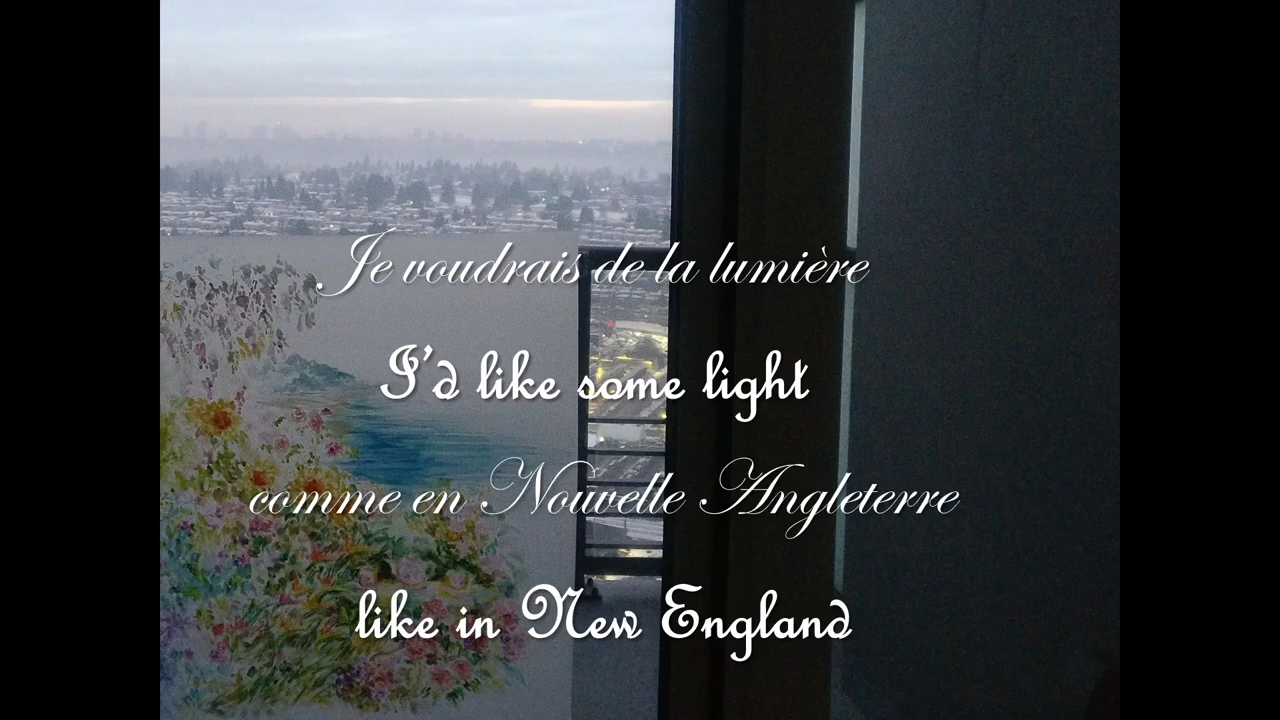 Je voudrais de la lumière
I'd like some light
comme en Nouvelle Angleterre
like in New England